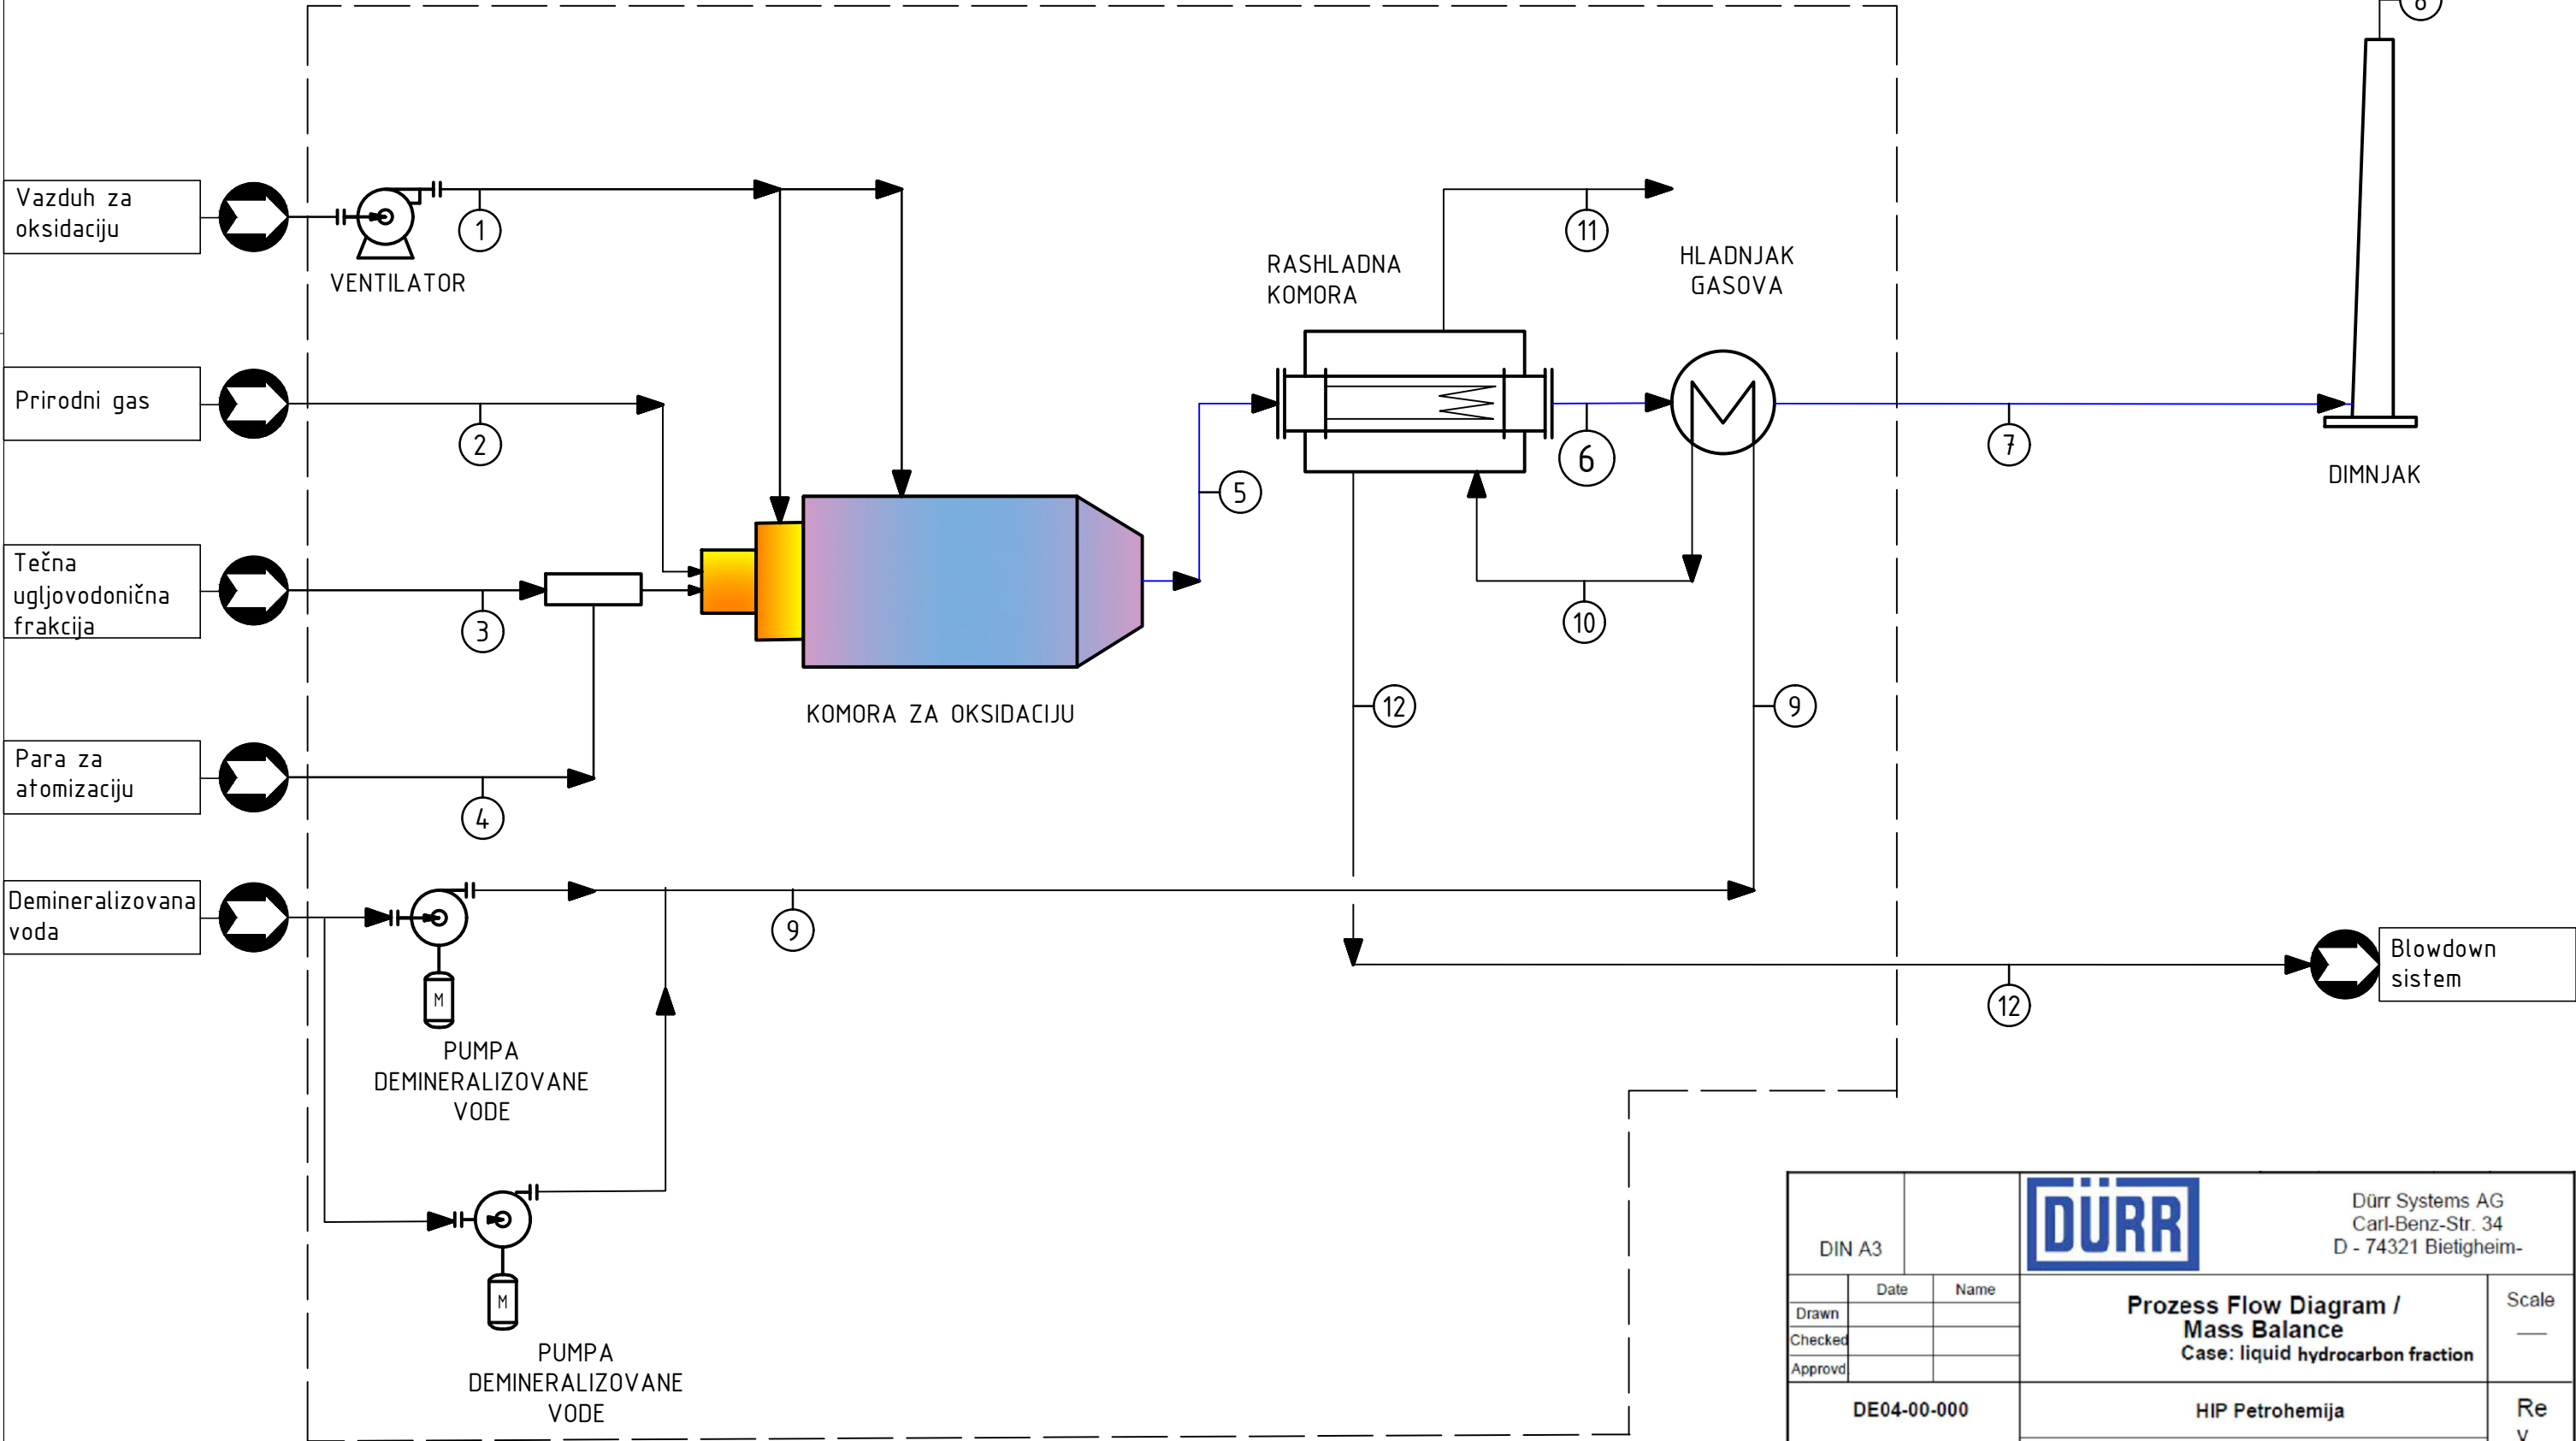 8
Vazduh za
oksidaciju
1
VENTILATOR
11
RASHLADNA
KOMORA
HLADNJAK
GASOVA
Prirodni gas
2
6
7
DIMNJAK
5
Tečna
ugljovodonična
frakcija
3
10
KOMORA ZA OKSIDACIJU
12
9
Para za
atomizaciju
4
Demineralizovana
voda
9
M
Blowdown
sistem
12
PUMPA
DEMINERALIZOVANE
VODE
M
PUMPA
DEMINERALIZOVANE
VODE
DIN A3
DÜRR
Dürr Systems AG
Carl-Benz-Str. 34
D - 74321 Bietigheim-
Date Name
Drawn
Checked
Approvd
Prozess Flow Diagram /
Mass Balance
Case: liquid hydrocarbon fraction
Scale
—
DE04-00-000
HIP Petrohemija
Re
v